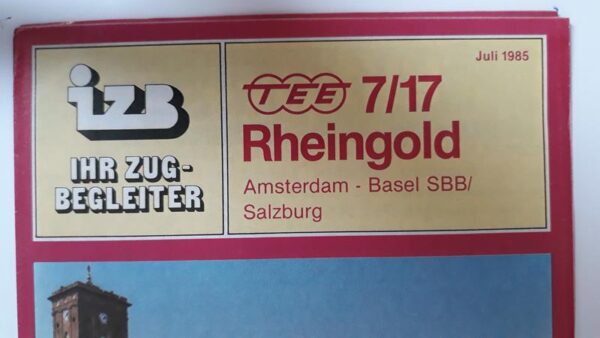 izB
IHR ZUG-
BEGLEITER
Juli 1985
TEE 7/17
Rheingold
Amsterdam - Basel SBB/
Salzburg